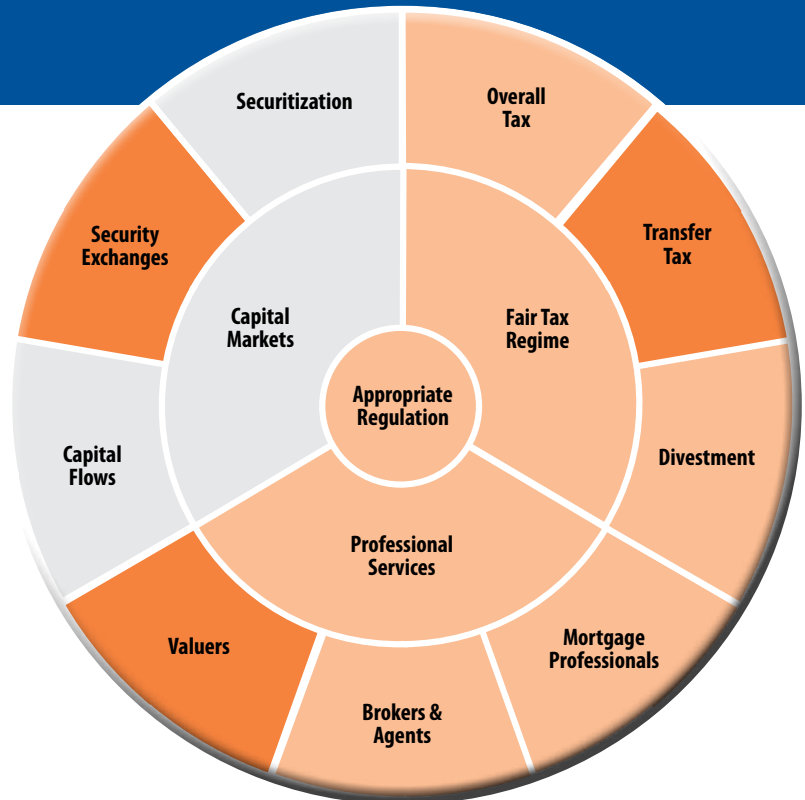 Securitization
Overall
Tax
Security
Exchanges
Transfer
Tax
Capital
Markets
Fair Tax
Regime
Appropriate
Regulation
Capital
Flows
Divestment
Professional
Services
Valuers
Mortgage
Professionals
Brokers &
Agents